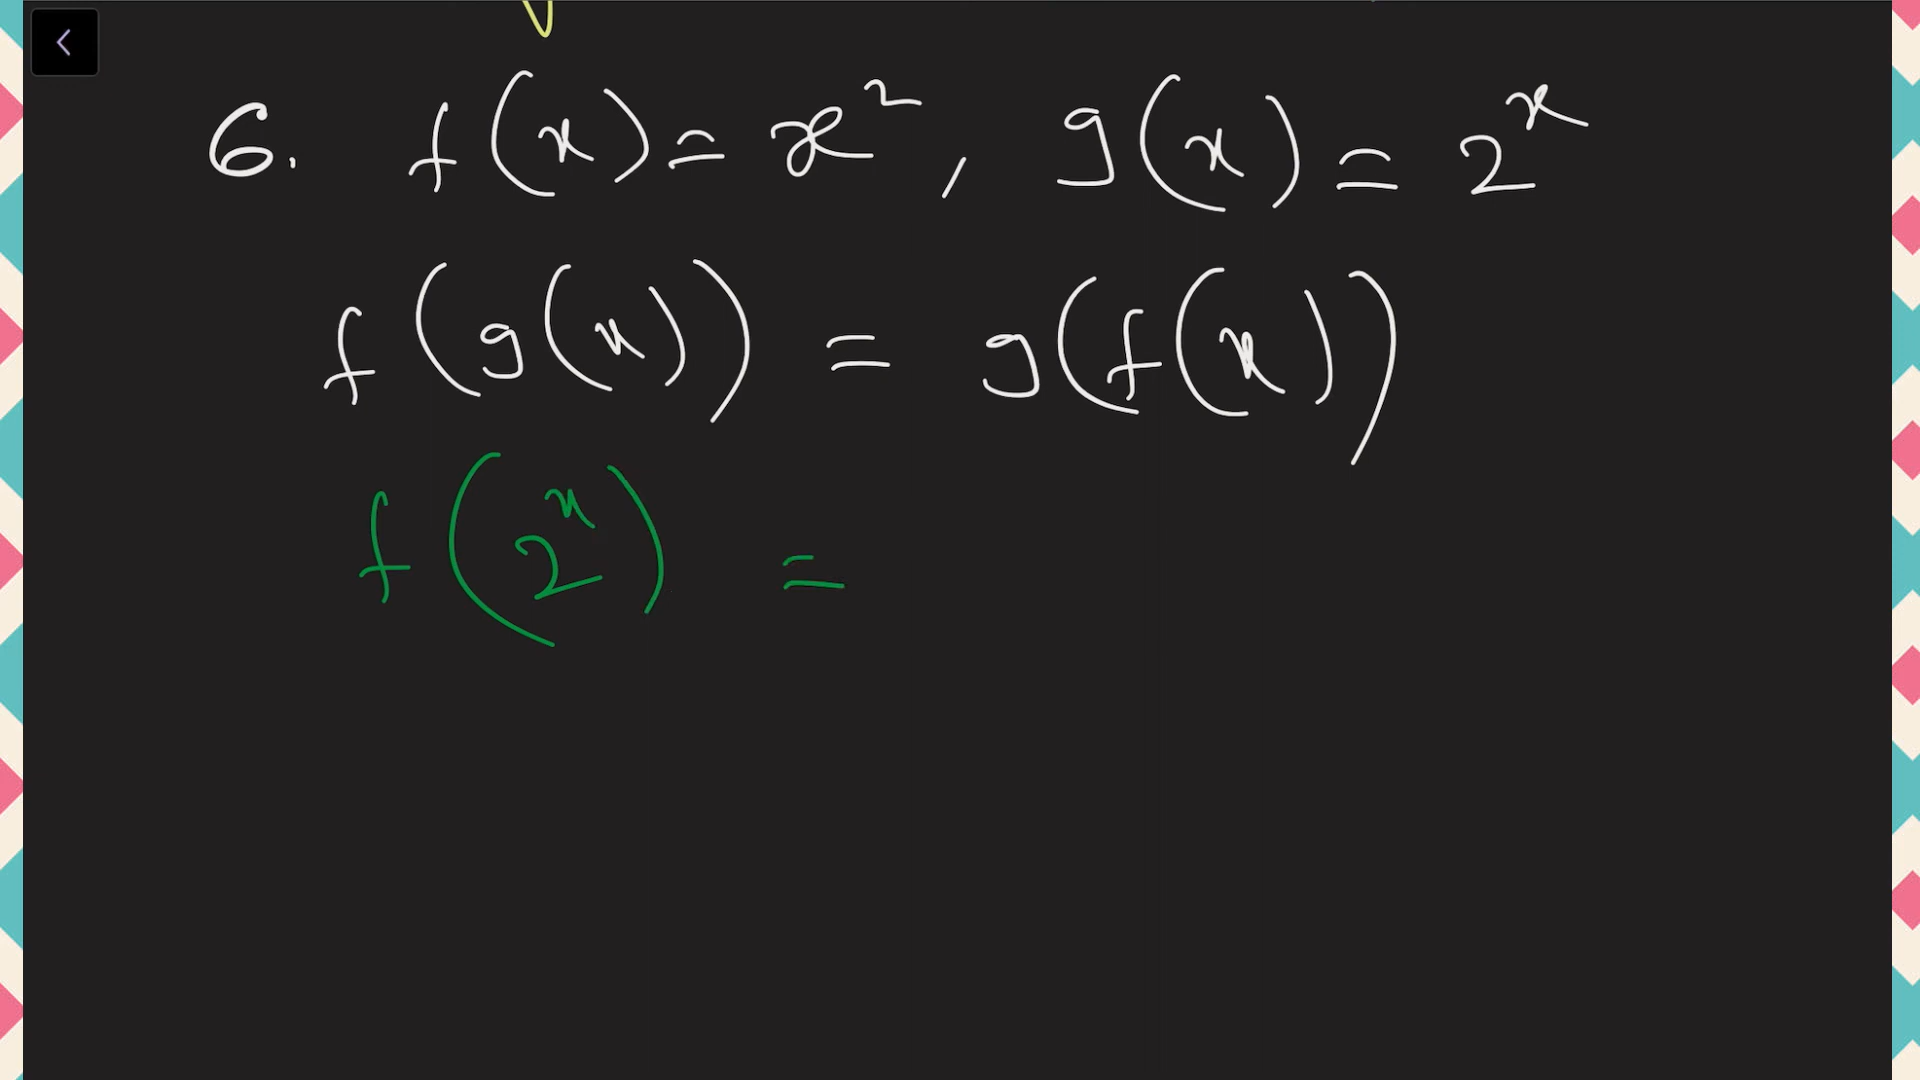 6. f(x) = x², g(x) = 2ˣ
f(g(x)) = g(f(x))
f(2ˣ) =